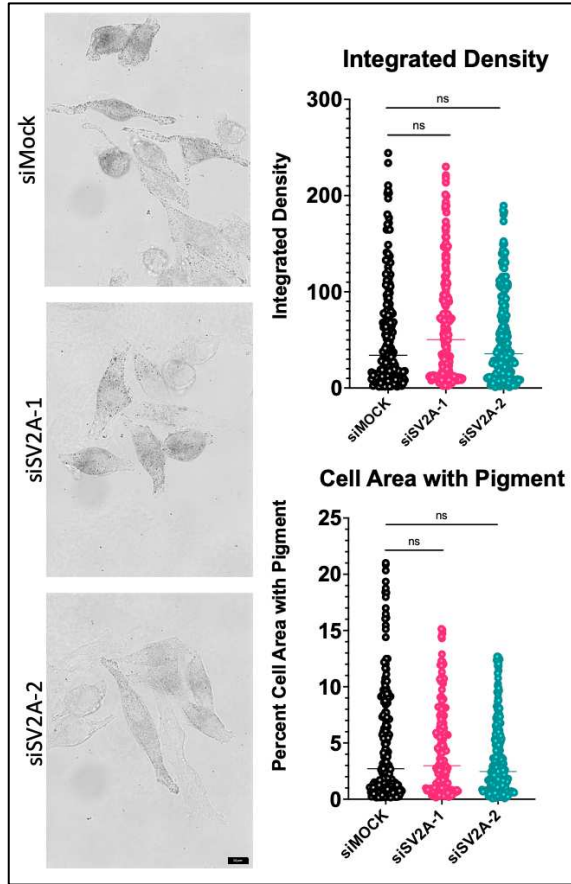 siMock
siSV2A-1
siSV2A-2
Integrated Density
Integrated Density
300
200
100
0
ns
ns
siMOCK
siSV2A-1
siSV2A-2
Cell Area with Pigment
Percent Cell Area with Pigment
25
20
15
10
5
0
ns
ns
siMOCK
siSV2A-1
siSV2A-2